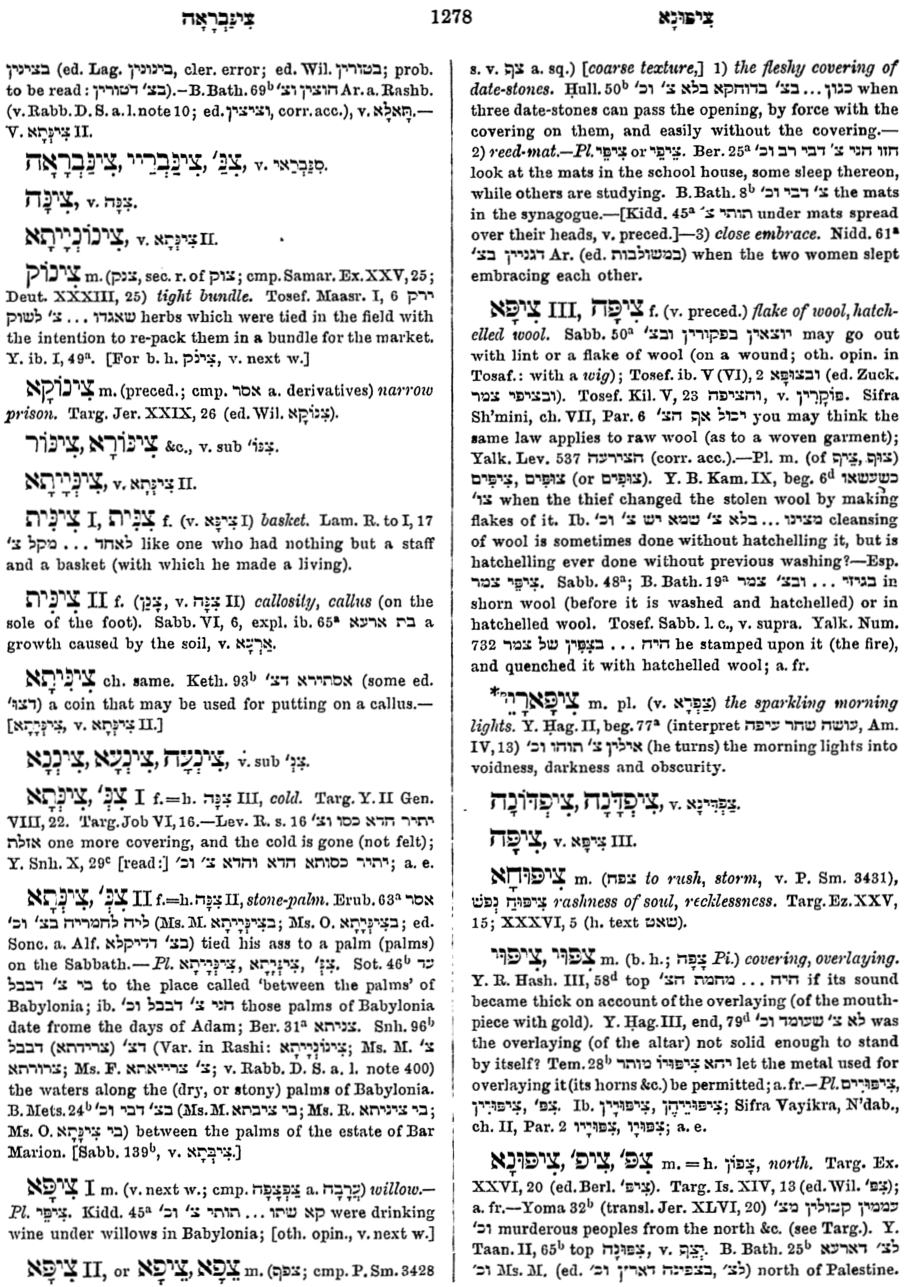 צִינַּבְרָאָה
1278
צִיפּוּנָא
בצינין (ed. Lag. בינונין, cler. error; ed. Wil. בטורין; prob.
to be read: בצ׳ דטורין).–B.Bath. 69ᵇ הוצין וצ׳ Ar. a. Rashb.
(v. Rabb. D. S. a. l. note 10; ed. וציצין, corr. acc.), v. תָּאֲלָא.—
V. צִינְּתָא II.
צִינַּבְרָאָה, צִינַּבְרַיי, צִנַּ׳, v. סִנַּבְרַאי.
צִינָּה, v. צִנָּה.
צִינוֹנְיָיתָא, v. צִינְּתָא II.
צִינוֹק m. (צנק, sec. r. of צוק; cmp. Samar. Ex. XXV, 25;
Deut. XXXIII, 25) tight bundle. Tosef. Maasr. I, 6 ירק
שאגדו ... צ׳ לשוק herbs which were tied in the field with
the intention to re-pack them in a bundle for the market.
Y. ib. I, 49ᵃ. [For b. h. צִינֹק, v. next w.]
צִינוֹקָא m. (preced.; cmp. אסר a. derivatives) narrow
prison. Targ. Jer. XXIX, 26 (ed. Wil. צִנוֹקָא).
צִינּוֹר, צִינּוֹרָא &c., v. sub צִנּוֹ׳.
צִינְיָיתָא, v. צִינְּתָא II.
צִינִּית I, צִנִּית f. (v. צִינָּא I) basket. Lam. R. to I, 17
לאחד ... מקל צ׳ like one who had nothing but a staff
and a basket (with which he made a living).
צִינִּית II f. (צָנַן, v. צִנָּה II) callosity, callus (on the
sole of the foot). Sabb. VI, 6, expl. ib. 65ᵃ בת ארעא a
growth caused by the soil, v. אַרְעָא.
צִינִּיתָא ch. same. Keth. 93ᵇ אסתירא דצ׳ (some ed.
דצו׳) a coin that may be used for putting on a callus.—
[צִינְיָתָא, v. צִינְּתָא II.]
צִינְנָא, צִינְעָא, צִינְעָה, v. sub צִנְ׳.
צִינְּתָא, צִנְּ׳ I f.=h. צִנָּה III, cold. Targ. Y. II Gen.
VIII, 22. Targ. Job VI, 16.—Lev. R. s. 16 יתיר חדא כסו וצ׳
אזלת one more covering, and the cold is gone (not felt);
Y. Snh. X, 29ᶜ [read:] יתיר כסותא חדא והדא צ׳ וכ׳; a. e.
צִינְּתָא, צִנְּ׳ II f.=h. צִנָּה II, stone-palm. Erub. 63ᵃ אסר
ליה לחמריה בצ׳ וכ׳ (Ms. M. בצינייתא; Ms. O. בצינייתא; ed.
Sonc. a. Alf. בצ׳ דדיקלא) tied his ass to a palm (palms)
on the Sabbath.—Pl. צִינְיָיתָא, צִינְיָתָא, צִנְ׳. Sot. 46ᵇ עד
בי צ׳ דבבל to the place called ‘between the palms’ of
Babylonia; ib. הני צ׳ דבבל וכ׳ those palms of Babylonia
date frome the days of Adam; Ber. 31ᵃ צניתא. Snh. 96ᵇ
דצ׳ (צרידתא) דבבל (Var. in Rashi: צִינוֹנְיָיתָא; Ms. M. צ׳
צרורתא; Ms. F. צ׳ צרייאתא; v. Rabb. D. S. a. l. note 400)
the waters along the (dry, or stony) palms of Babylonia.
B. Mets. 24ᵇ בצ׳ דבי וכ׳ (Ms. M. בי ציבתא; Ms. R. בי ציניתא;
Ms. O. בי צִינְּתָא) between the palms of the estate of Bar
Marion. [Sabb. 139ᵇ, v. צִיבְּתָא.]
צִיפָּא I m. (v. next w.; cmp. צַפְצָפָה a. עֲרָבָה) willow.—
Pl. צִיפֵּי. Kidd. 45ᵃ קא שתו ... תותי צ׳ וכ׳ were drinking
wine under willows in Babylonia; [oth. opin., v. next w.]
צִיפָּא II, or צִיפָא, צֵפָא m. (צפף; cmp. P. Sm. 3428
s. v. צף a. sq.) [coarse texture,] 1) the fleshy covering of
date-stones. Ḥull. 50ᵇ כגון ... בצ׳ בדוחקא בלא צ׳ וכ׳ when
three date-stones can pass the opening, by force with the
covering on them, and easily without the covering.—
2) reed-mat.—Pl. צִיפֵּי or צִיפֵי. Ber. 25ᵃ חזו הני צ׳ דבי רב וכ׳
look at the mats in the school house, some sleep thereon,
while others are studying. B. Bath. 8ᵇ צ׳ דבי וכ׳ the mats
in the synagogue.—[Kidd. 45ᵃ תותי צ׳ under mats spread
over their heads, v. preced.]—3) close embrace. Nidd. 61ᵃ
דגניין בצ׳ Ar. (ed. במשולבות) when the two women slept
embracing each other.
צִיפָּא III, צִיפָּה f. (v. preced.) flake of wool, hatch-
elled wool. Sabb. 50ᵃ יוצאין בפקורין ובצ׳ may go out
with lint or a flake of wool (on a wound; oth. opin. in
Tosaf.: with a wig); Tosef. ib. V (VI), 2 ובצופא (ed. Zuck.
ובציפי צמר). Tosef. Kil. V, 23 והציפה, v. פּוֹקָרִין. Sifra
Sh’mini, ch. VII, Par. 6 יכול אף הצ׳ you may think the
same law applies to raw wool (as to a woven garment);
Yalk. Lev. 537 הצירעה (corr. acc.).—Pl. m. (of צוּף, צִיף)
צִיפִּים, צוּפִּים (or צִיפִים, צוּפִים). Y. B. Kam. IX, beg. 6ᵈ כשעשאו
צו׳ when the thief changed the stolen wool by making
flakes of it. Ib. מצינו ... בלא צ׳ שמא יש צ׳ וכ׳ cleansing
of wool is sometimes done without hatchelling it, but is
hatchelling ever done without previous washing?—Esp.
צִיפֵּי צמר. Sabb. 48ᵃ; B. Bath. 19ᵃ בגיזי ... ובצ׳ צמר in
shorn wool (before it is washed and hatchelled) or in
hatchelled wool. Tosef. Sabb. l. c., v. supra. Yalk. Num.
732 היה ... בצפין של צמר he stamped upon it (the fire),
and quenched it with hatchelled wool; a. fr.
*צִיפָּארָיֵי m. pl. (v. צַפְרָא) the sparkling morning
lights. Y. Ḥag. II, beg. 77ᵃ (interpret עושה שחר עיפה, Am.
IV, 13) אילין צ׳ תוהו וכ׳ (he turns) the morning lights into
voidness, darkness and obscurity.
צִיפְדּוֹנָה, צִיפְדָּנָה, v. צַפְדִּינָא.
צִיפָה, v. צִיפָּא III.
צִיפּוּחָא m. (צפח to rush, storm, v. P. Sm. 3431),
צִיפּוּחַ נְפַשׁ rashness of soul, recklessness. Targ. Ez. XXV,
15; XXXVI, 5 (h. text שאט).
צִיפּוּי, צִפּוּי m. (b. h.; צִפָּה Pi.) covering, overlaying.
Y. R. Hash. III, 58ᵈ top היה ... מחמת הצ׳ if its sound
became thick on account of the overlaying (of the mouth-
piece with gold). Y. Ḥag. III, end, 79ᵈ לא צ׳ שעומד וכ׳ was
the overlaying (of the altar) not solid enough to stand
by itself? Tem. 28ᵇ יהא צִיפּוּיוֹ מותר let the metal used for
overlaying it (its horns &c.) be permitted; a. fr.—Pl. צִיפּוּיִים,
צִיפּוּיִין, צִפּ׳. Ib. צִיפּוּיֵיהֶן, צִיפּוּיָין; Sifra Vayikra, N’dab.,
ch. II, Par. 2 צִיפּוּיָיו, צִפּוּיָו; a. e.
צִיפּוּנָא, צִיפ׳, צִפּ׳ m. = h. צָפוֹן, north. Targ. Ex.
XXVI, 20 (ed. Berl. צִיפ׳). Targ. Is. XIV, 13 (ed. Wil. צִפּ׳);
a. fr.—Yoma 32ᵇ (transl. Jer. XLVI, 20) עממין קטולין מצ׳
וכ׳ murderous peoples from the north &c. (see Targ.). Y.
Taan. II, 65ᵇ top צִפּוּנָה, v. יְצַף. B. Bath. 25ᵇ לצ׳ דארעא
וכ׳ Ms. M. (ed. לצ׳, בצפינה דארץ וכ׳) north of Palestine.